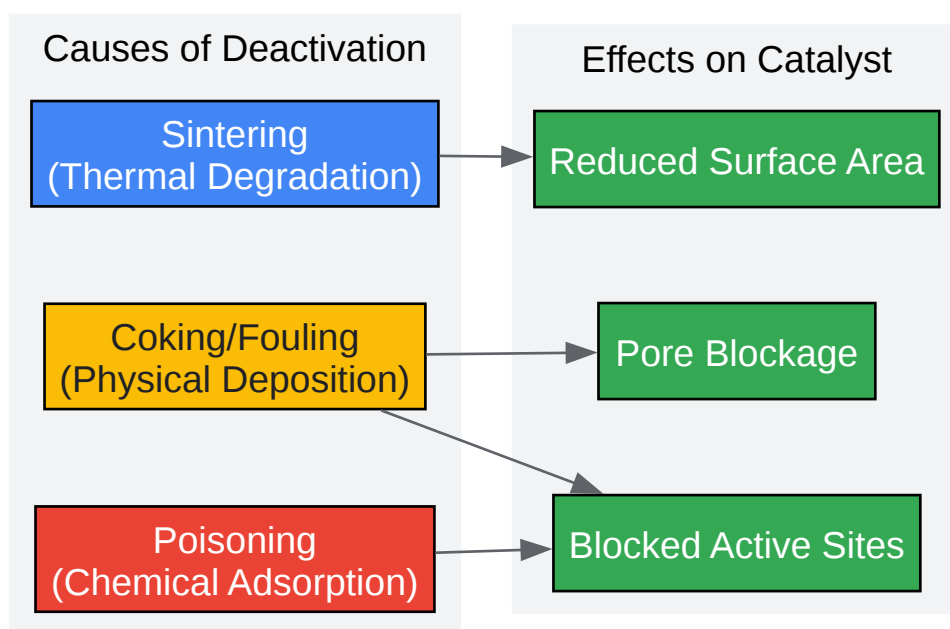 Causes of Deactivation
Effects on Catalyst
Sintering
(Thermal Degradation)
Reduced Surface Area
Coking/Fouling
(Physical Deposition)
Pore Blockage
Poisoning
(Chemical Adsorption)
Blocked Active Sites